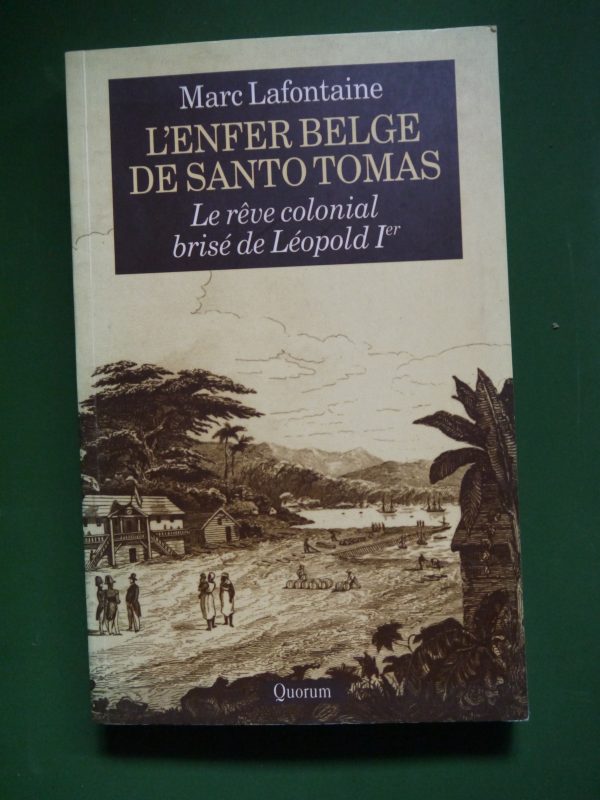 Marc Lafontaine
L'ENFER BELGE
DE SANTO TOMAS
Le rêve colonial
brisé de Léopold Ier
Quorum